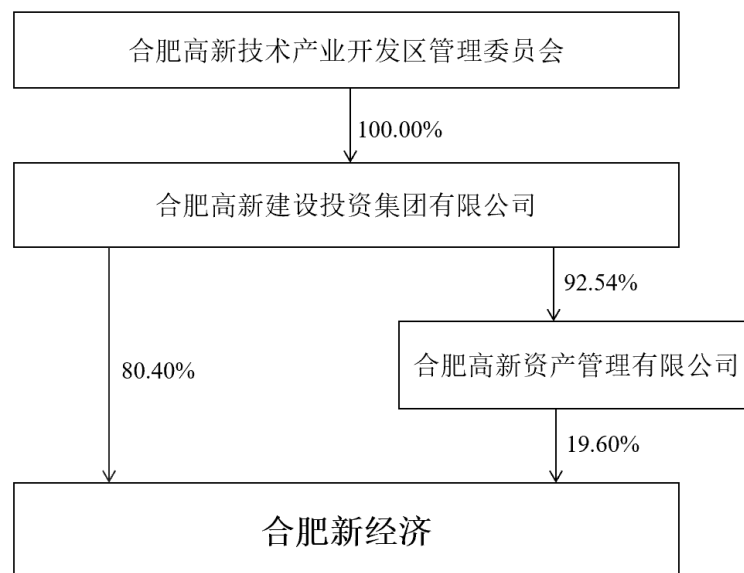 合肥高新技术产业开发区管理委员会
100.00%
合肥高新建设投资集团有限公司
92.54%
80.40%
合肥高新资产管理有限公司
19.60%
合肥新经济